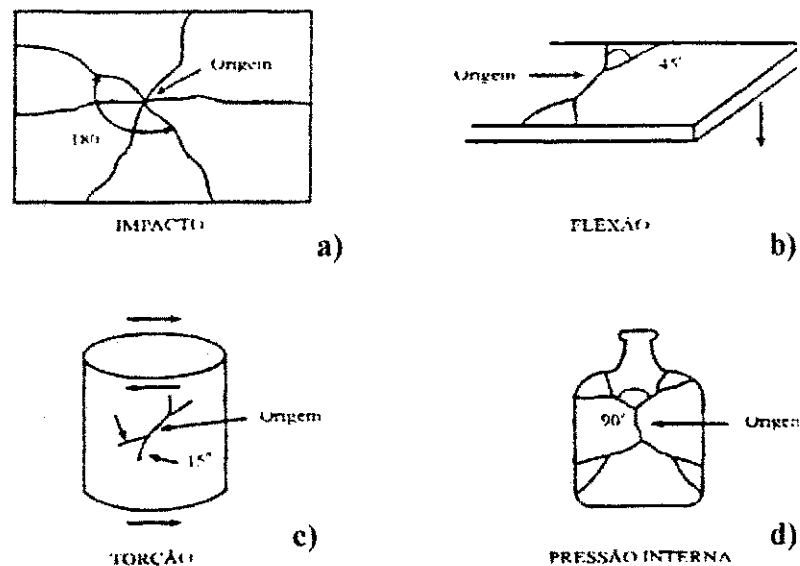 Origem
180
IMPACTO
a)
Origem
45°
FLEXÃO
b)
Origem
15°
TORÇÃO
c)
90°
Origem
PRESSÃO INTERNA
d)